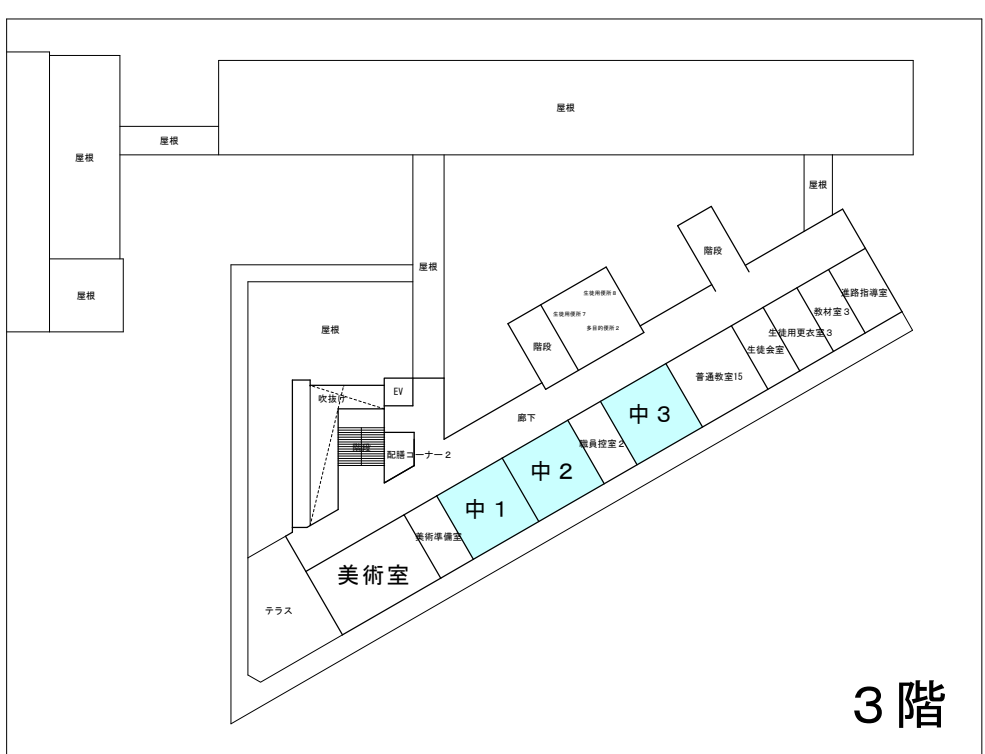 屋根
屋根
屋根
屋根
階段
屋根
屋根
生徒用便所8
進路指導室
屋根
生徒用便所7
教材室3
多目的便所2
生徒用更衣室3
階段
生徒会室
普通教室15
EV
吹抜け
中3
廊下
職員控室2
階段
配膳コーナー2
中2
中1
美術準備室
美術室
テラス
3階